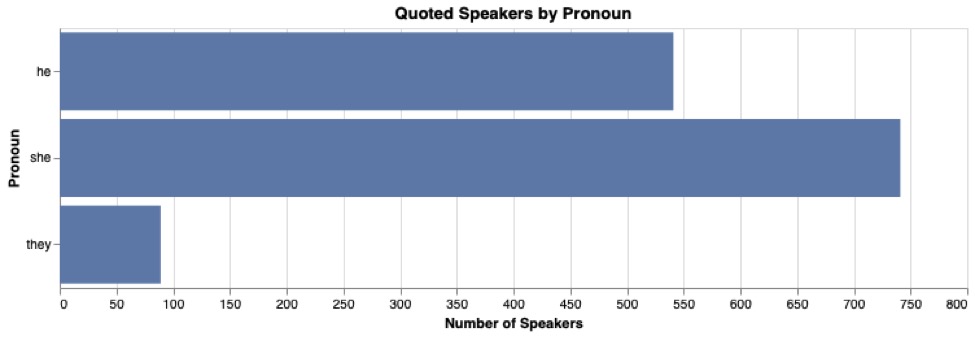 Quoted Speakers by Pronoun
he
she
they
Pronoun
0 50 100 150 200 250 300 350 400 450 500 550 600 650 700 750 800
Number of Speakers